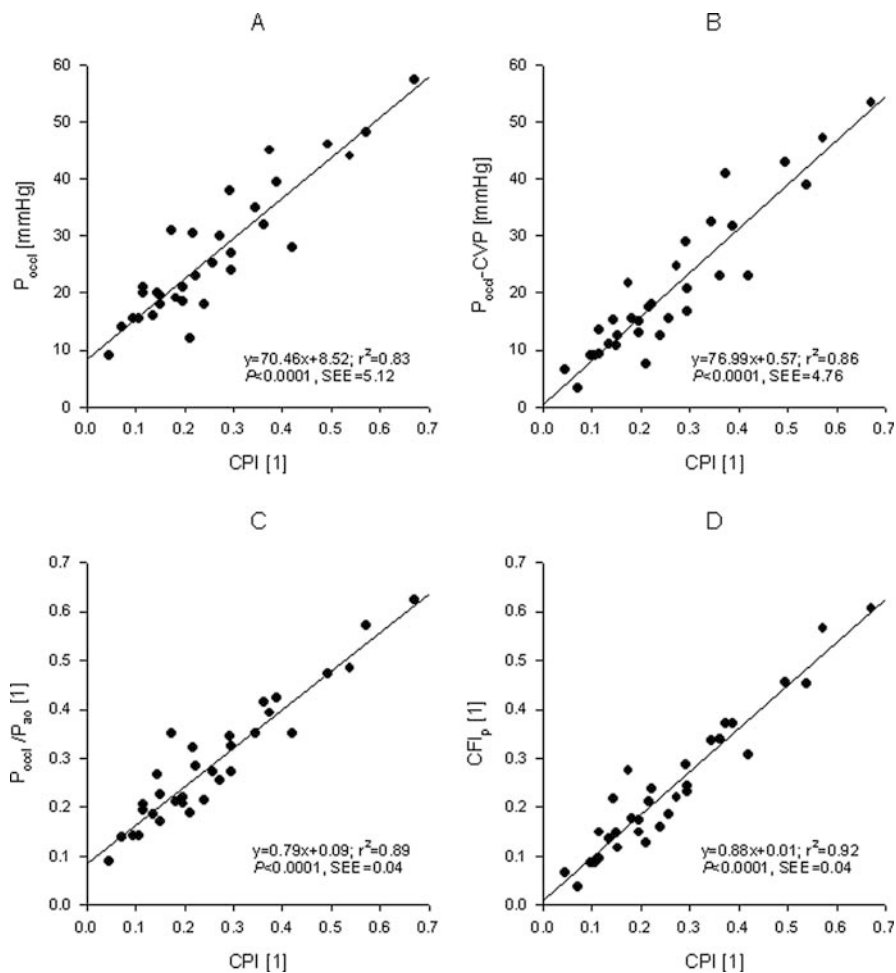 A
B
60
50
40
30
20
10
0
P_occl [mmHg]
y=70.46x+8.52; r²=0.83
P<0.0001, SEE=5.12
0.0 0.1 0.2 0.3 0.4 0.5 0.6 0.7
CPI [1]
60
50
40
30
20
10
0
P_occl-CVP [mmHg]
y=76.99x+0.57; r²=0.86
P<0.0001, SEE=4.76
0.0 0.1 0.2 0.3 0.4 0.5 0.6 0.7
CPI [1]
C
D
0.7
0.6
0.5
0.4
0.3
0.2
0.1
0.0
P_occl /P_ao [1]
y=0.79x+0.09; r²=0.89
P<0.0001, SEE=0.04
0.0 0.1 0.2 0.3 0.4 0.5 0.6 0.7
CPI [1]
0.7
0.6
0.5
0.4
0.3
0.2
0.1
0.0
CFI_p [1]
y=0.88x+0.01; r²=0.92
P<0.0001, SEE=0.04
0.0 0.1 0.2 0.3 0.4 0.5 0.6 0.7
CPI [1]